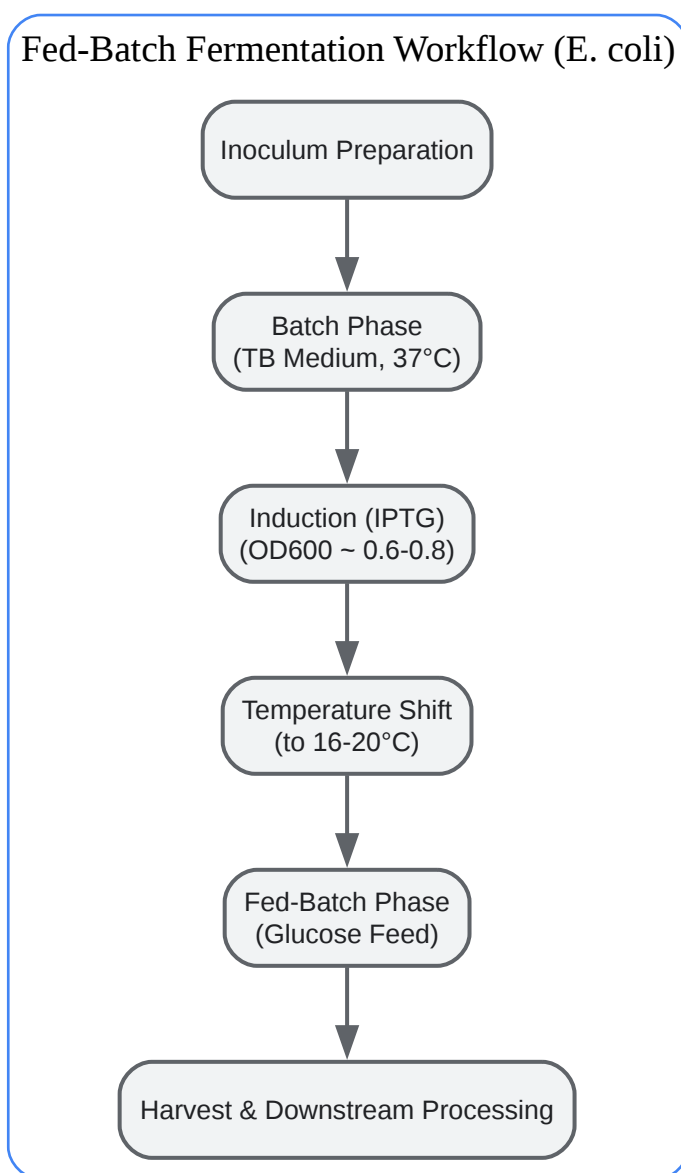 Fed-Batch Fermentation Workflow (E. coli)
Inoculum Preparation
Batch Phase
(TB Medium, 37°C)
Induction (IPTG)
(OD600 ~ 0.6-0.8)
Temperature Shift
(to 16-20°C)
Fed-Batch Phase
(Glucose Feed)
Harvest & Downstream Processing